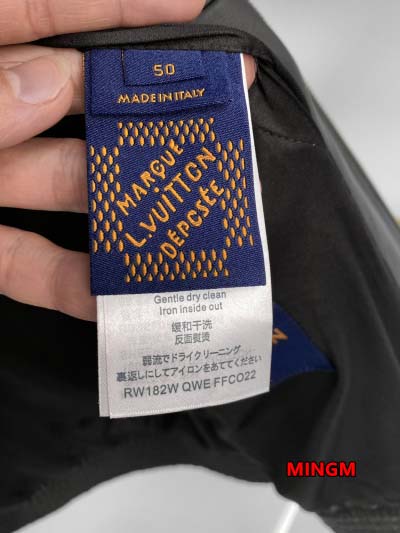 50
MADE IN ITALY
MARQUE
L.VUITTON
DÉPOSÉE
Gentle dry clean
Iron inside out
缓和干洗
反面熨烫
弱流でドライクリーニング
裏返しにしてアイロンをあててください
RW182W QWE FFCO22
MINGM